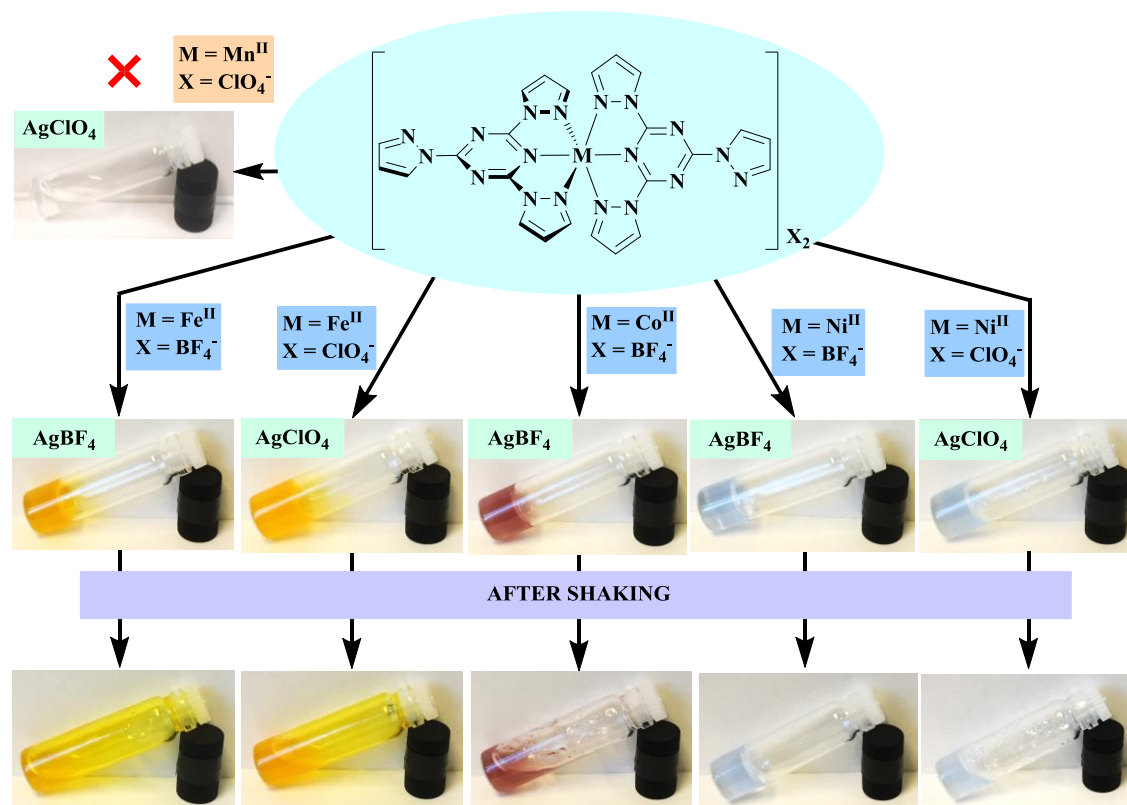 M = Mn^II
X = ClO₄⁻
AgClO₄
N
N
N
N
N
N
N
N
N
N
N
N
M
N
N
N
N
N
N
N
N
N
N
X₂
M = Fe^II
X = BF₄⁻
M = Fe^II
X = ClO₄⁻
M = Co^II
X = BF₄⁻
M = Ni^II
X = BF₄⁻
M = Ni^II
X = ClO₄⁻
AgBF₄
AgClO₄
AgBF₄
AgBF₄
AgClO₄
AFTER SHAKING